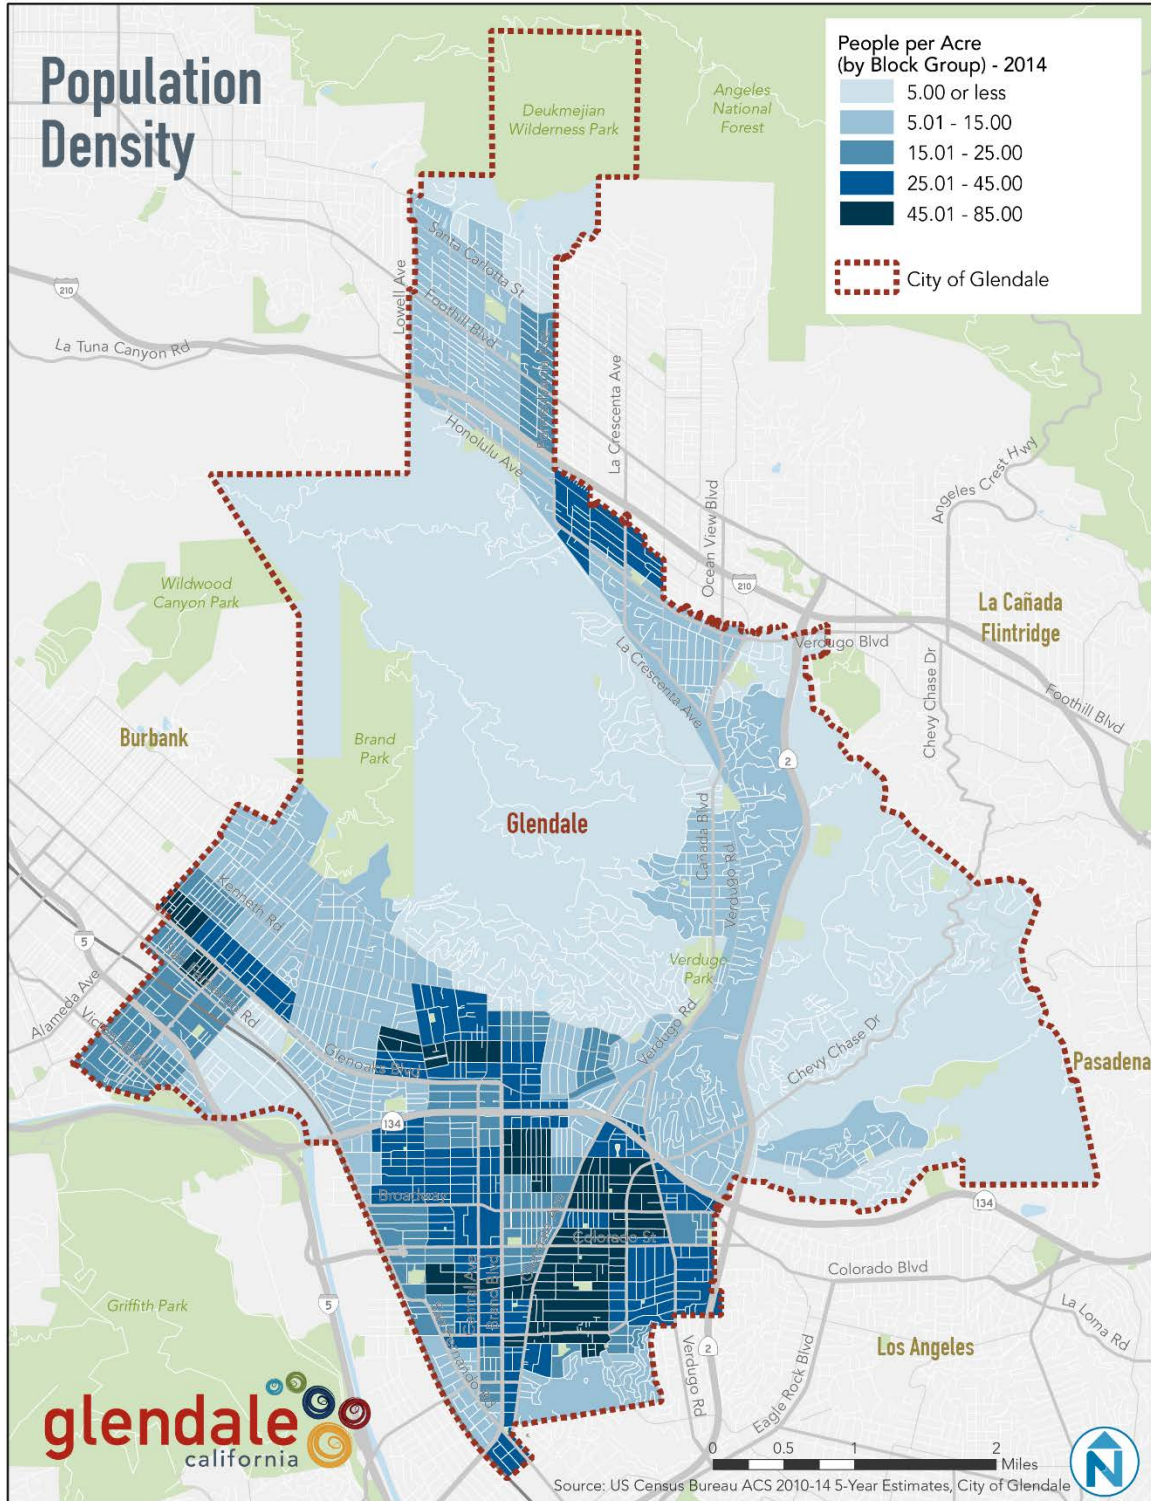 Population
Density
People per Acre
(by Block Group) - 2014
5.00 or less
5.01 - 15.00
15.01 - 25.00
25.01 - 45.00
45.01 - 85.00
City of Glendale
Deukmejian
Wilderness Park
Angeles
National
Forest
Santa Carlotta St
Lowell Ave
210
Foothill Blvd
La Tuna Canyon Rd
La Crescenta Ave
Honolulu Ave
Angeles Crest Hwy
Ocean View Blvd
210
Wildwood
Canyon Park
La Cañada
Flintridge
Verdugo Blvd
La Crescenta Ave
Chevy Chase Dr
Foothill Blvd
Burbank
Brand
Park
2
Glendale
Cañada Blvd
Verdugo Rd
Kenneth Rd
5
Verdugo
Park
Alameda Ave
Verdugo Rd
Chevy Chase Dr
Glenoaks Blvd
Pasadena
134
Broadway
134
Colorado St
Colorado Blvd
Central Ave
Grand Blvd
Griffith Park
5
La Loma Rd
Los Angeles
2
Verdugo Rd
Eagle Rock Blvd
glendale
california
0 0.5 1 2
Miles
N
Source: US Census Bureau ACS 2010-14 5-Year Estimates, City of Glendale